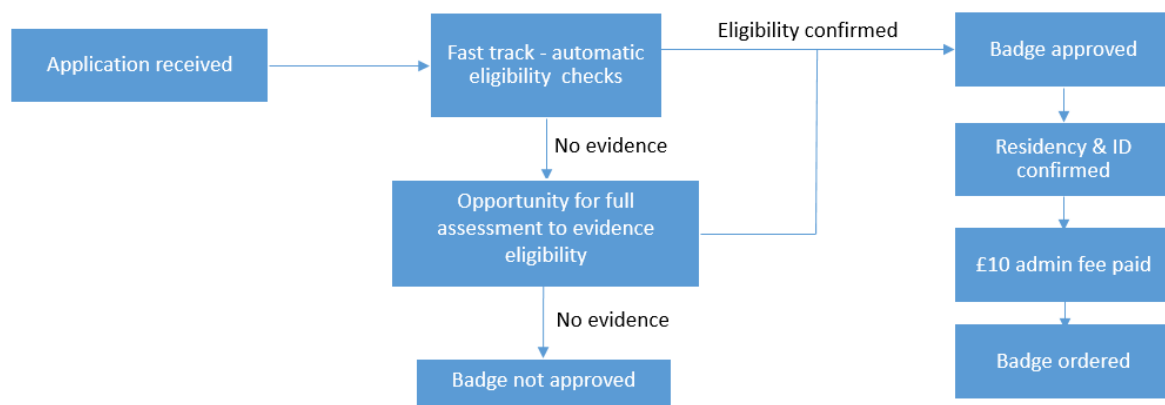 Application received
Fast track - automatic
eligibility checks
Eligibility confirmed
Badge approved
No evidence
Residency & ID
confirmed
Opportunity for full
assessment to evidence
eligibility
£10 admin fee paid
No evidence
Badge not approved
Badge ordered